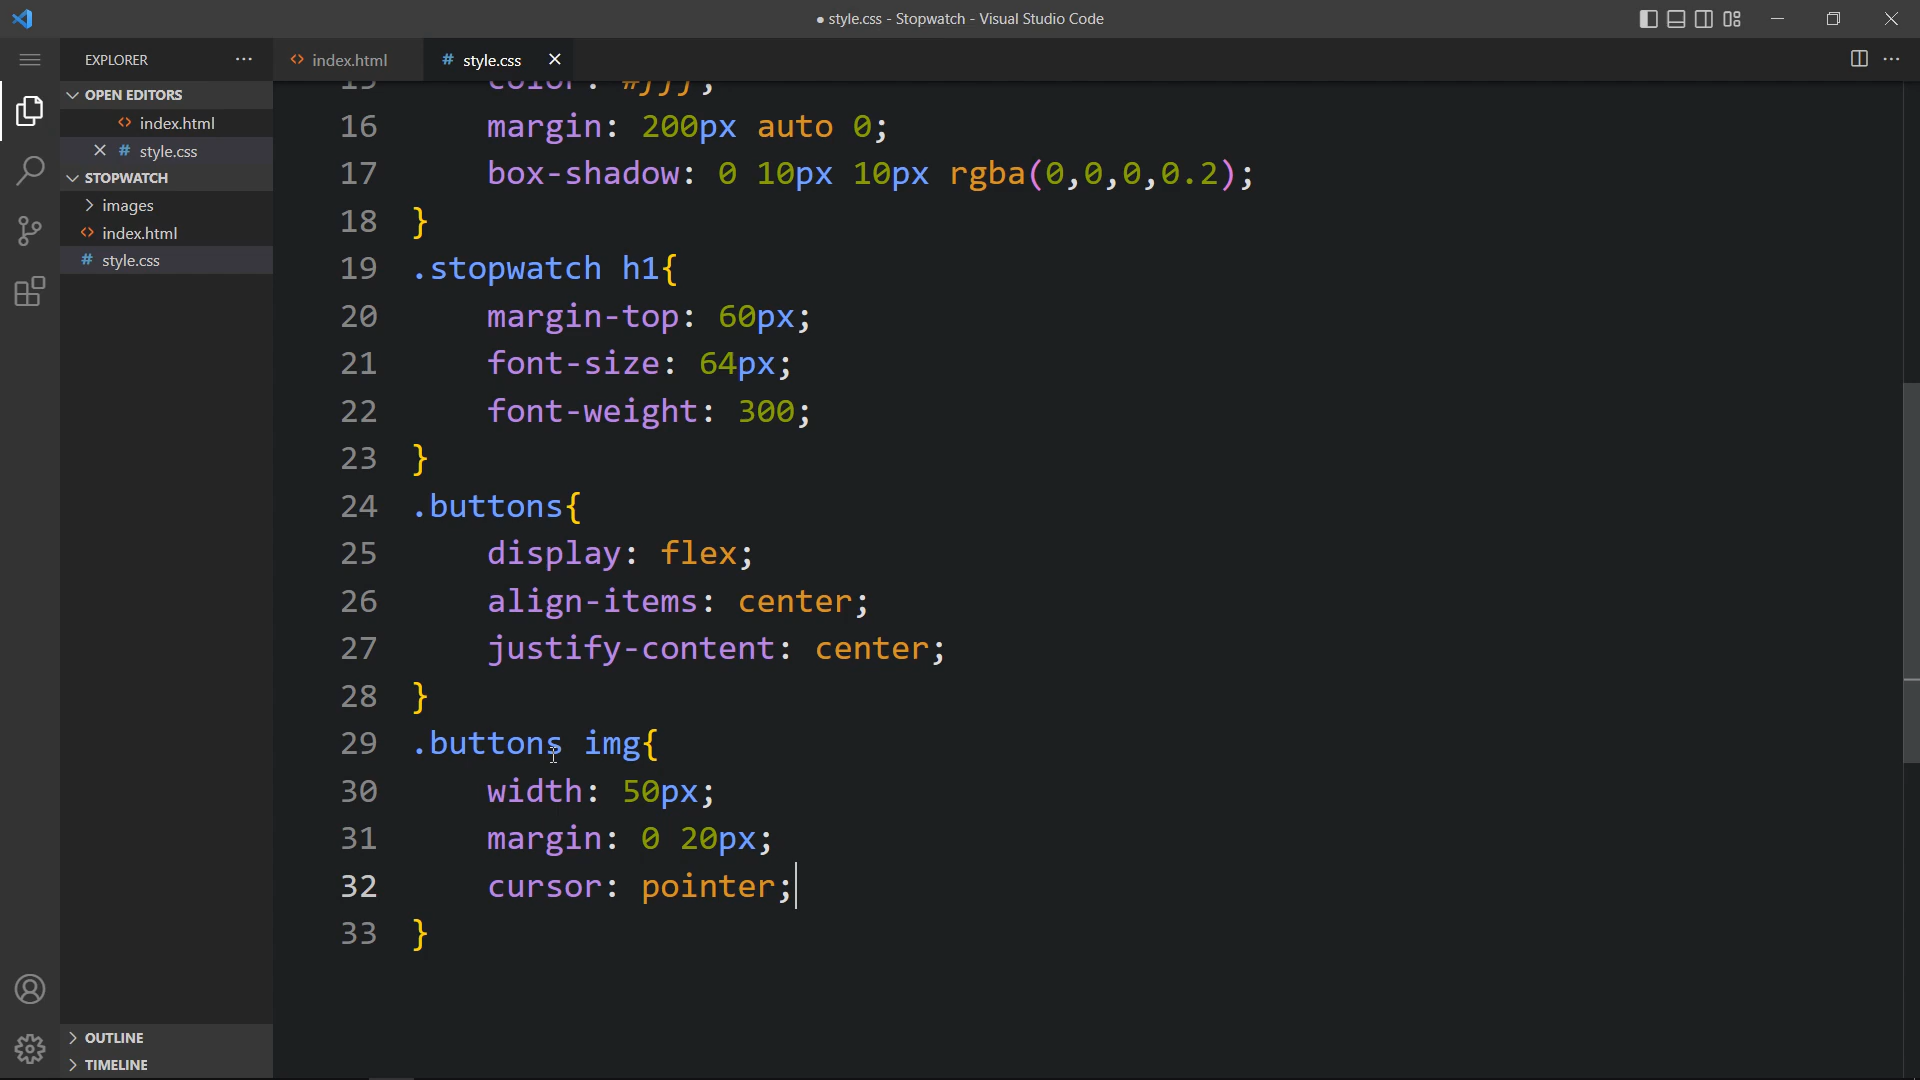 ● style.css - Stopwatch - Visual Studio Code
EXPLORER ···
<> index.html
# style.css ×
OPEN EDITORS
<> index.html
× # style.css
STOPWATCH
> images
<> index.html
# style.css
OUTLINE
TIMELINE
16 margin: 200px auto 0;
17 box-shadow: 0 10px 10px rgba(0,0,0,0.2);
18 }
19 .stopwatch h1{
20 margin-top: 60px;
21 font-size: 64px;
22 font-weight: 300;
23 }
24 .buttons{
25 display: flex;
26 align-items: center;
27 justify-content: center;
28 }
29 .buttons img{
30 width: 50px;
31 margin: 0 20px;
32 cursor: pointer;
33 }